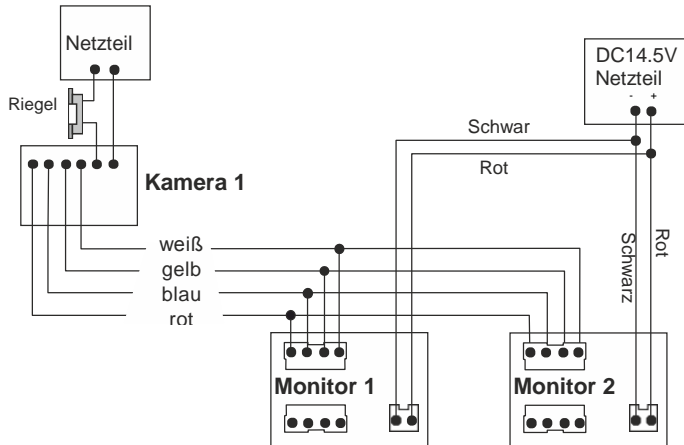 Netzteil
DC14.5V
Netzteil
- +
Riegel
Schwar
Rot
Kamera 1
weiß
gelb
blau
rot
Schwarz
Rot
Monitor 1
Monitor 2